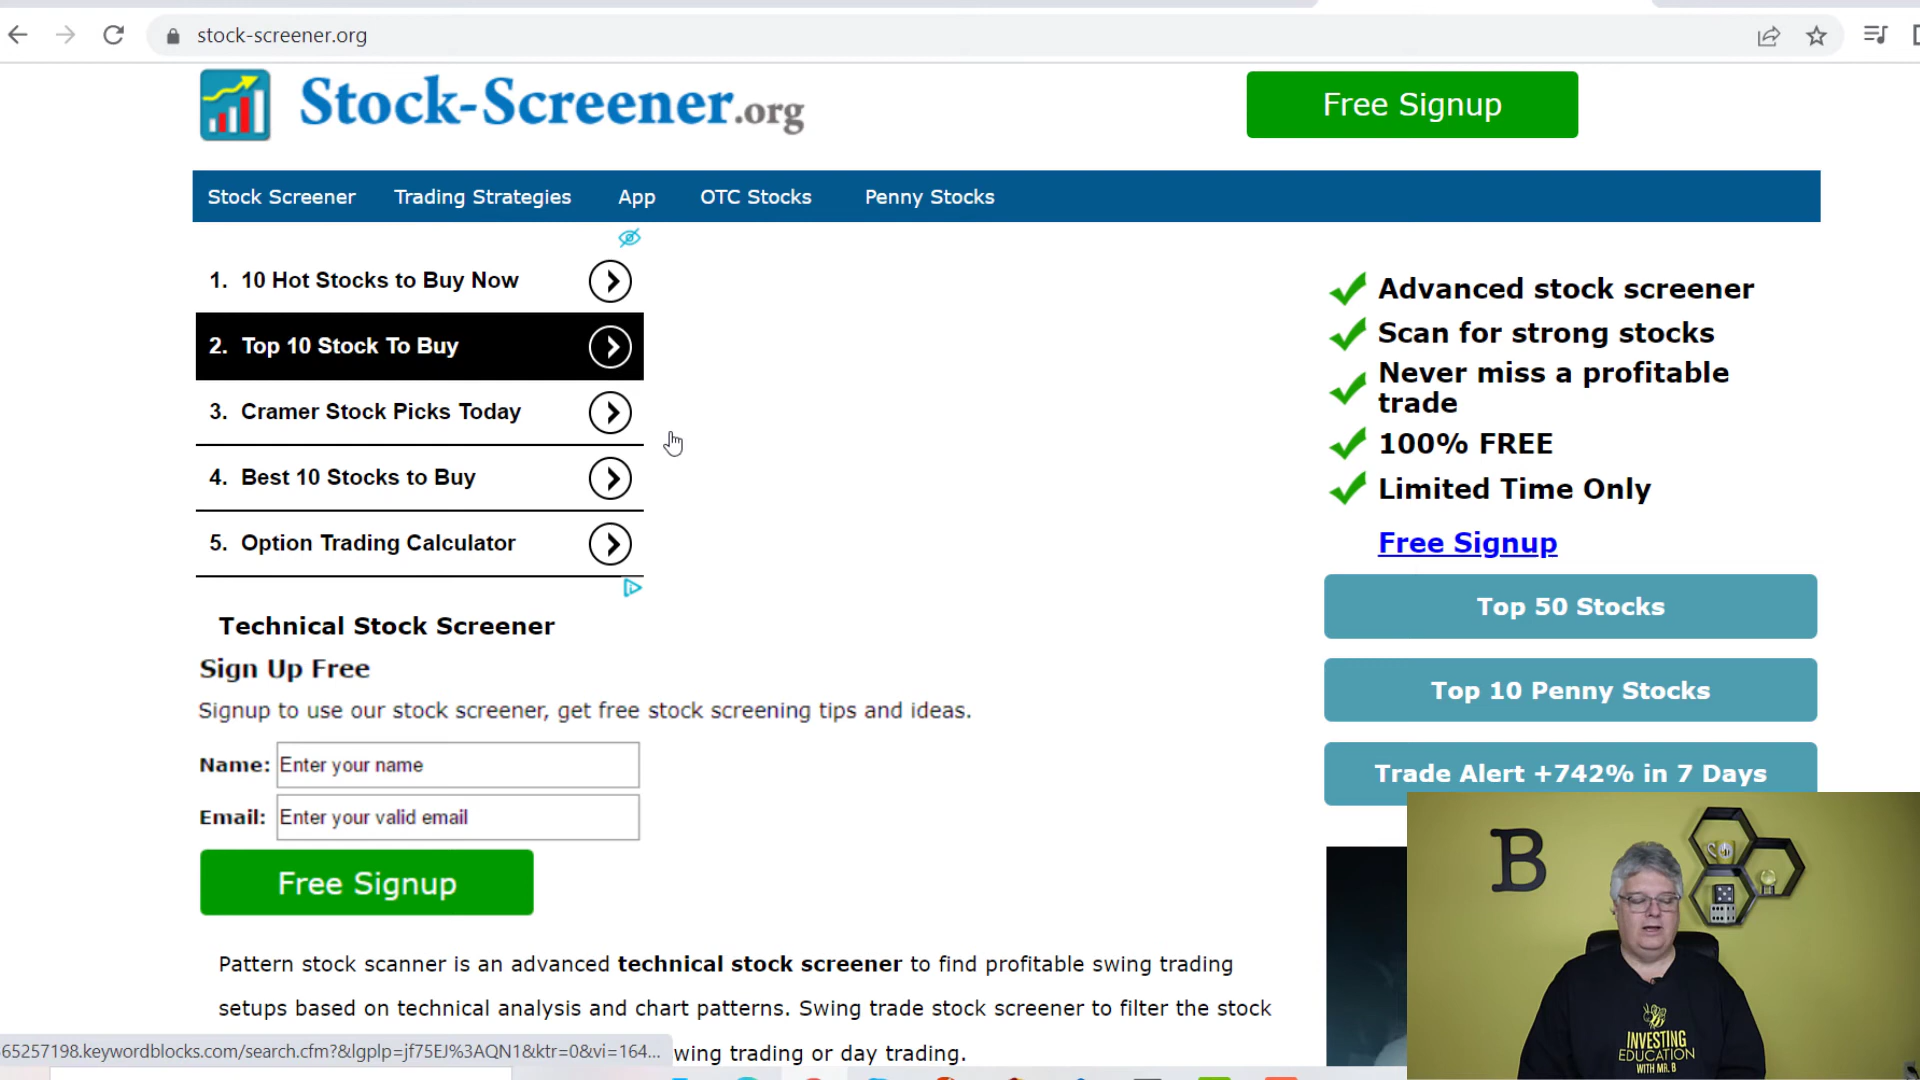 stock-screener.org
Stock-Screener.org
Free Signup
Stock Screener Trading Strategies App OTC Stocks Penny Stocks
1. 10 Hot Stocks to Buy Now
2. Top 10 Stock To Buy
3. Cramer Stock Picks Today
4. Best 10 Stocks to Buy
5. Option Trading Calculator
Advanced stock screener
Scan for strong stocks
Never miss a profitable
trade
100% FREE
Limited Time Only
Free Signup
Top 50 Stocks
Top 10 Penny Stocks
Trade Alert +742% in 7 Days
Technical Stock Screener
Sign Up Free
Signup to use our stock screener, get free stock screening tips and ideas.
Name: Enter your name
Email: Enter your valid email
Free Signup
Pattern stock scanner is an advanced technical stock screener to find profitable swing trading
setups based on technical analysis and chart patterns. Swing trade stock screener to filter the stock
wing trading or day trading.
65257198.keywordblocks.com/search.cfm?&lgplp=jf75EJ%3AQN1&ktr=0&vi=164...
B
INVESTING
EDUCATION
WITH MR. B